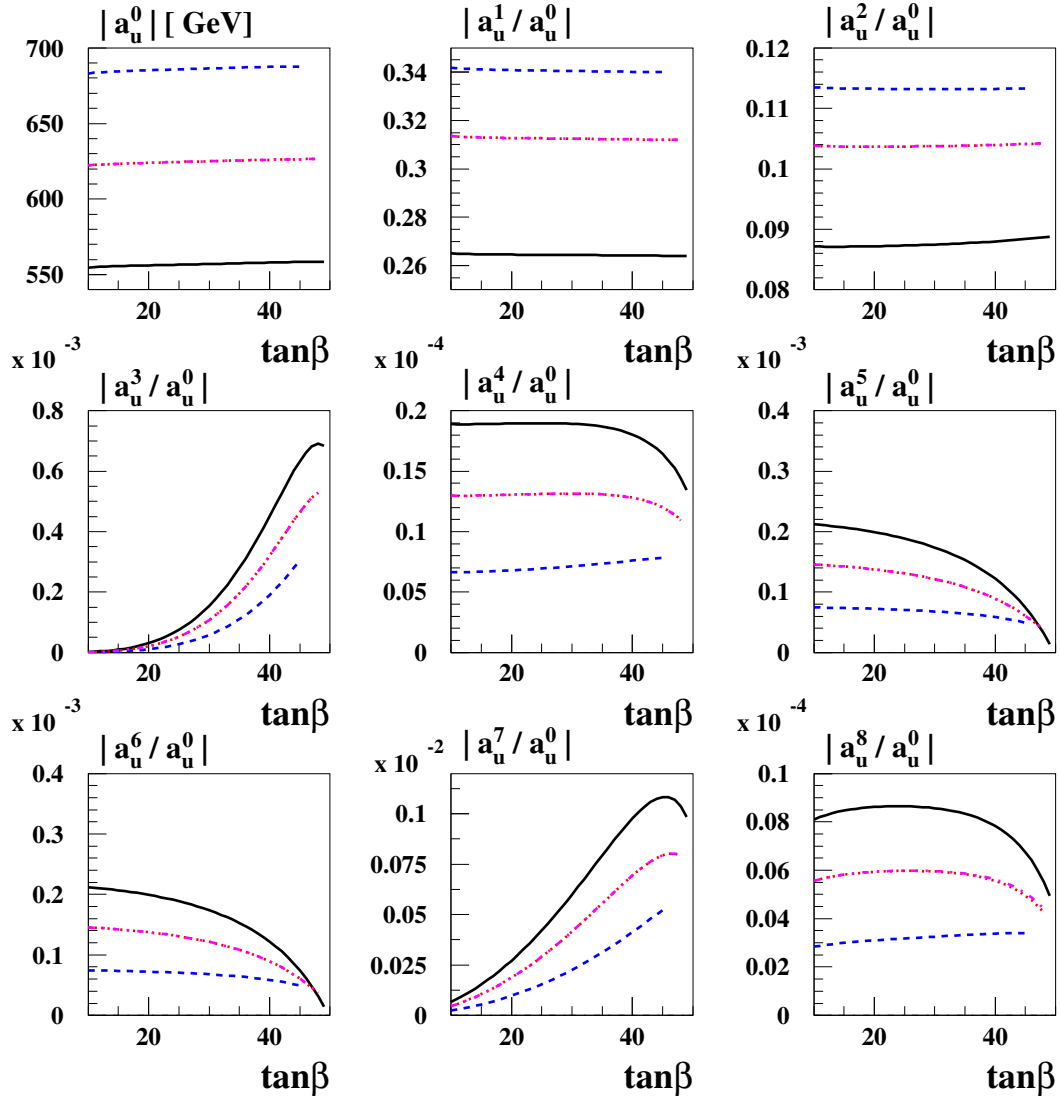 | a_u^0 | [ GeV]
700
650
600
550
20 40
tanβ
| a_u^1 / a_u^0 |
0.34
0.32
0.3
0.28
0.26
20 40
tanβ
| a_u^2 / a_u^0 |
0.12
0.11
0.1
0.09
0.08
20 40
tanβ
x 10 -3
| a_u^3 / a_u^0 |
0.8
0.6
0.4
0.2
0
20 40
tanβ
x 10 -4
| a_u^4 / a_u^0 |
0.2
0.15
0.1
0.05
0
20 40
tanβ
x 10 -3
| a_u^5 / a_u^0 |
0.4
0.3
0.2
0.1
0
20 40
tanβ
x 10 -3
| a_u^6 / a_u^0 |
0.4
0.3
0.2
0.1
0
20 40
tanβ
x 10 -2
| a_u^7 / a_u^0 |
0.1
0.075
0.05
0.025
0
20 40
tanβ
x 10 -4
| a_u^8 / a_u^0 |
0.1
0.08
0.06
0.04
0.02
0
20 40
tanβ